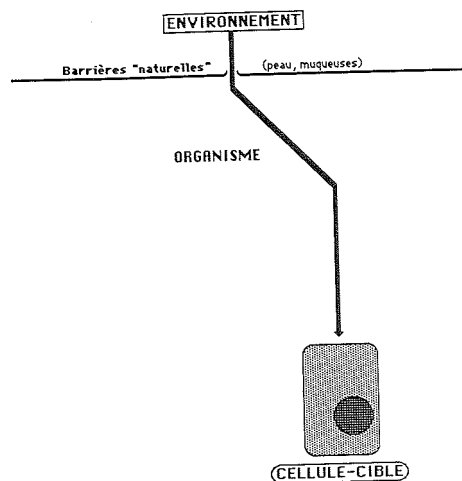 ENVIRONNEMENT
Barrières "naturelles" (peau, muqueuses)
ORGANISME
CELLULE-CIBLE